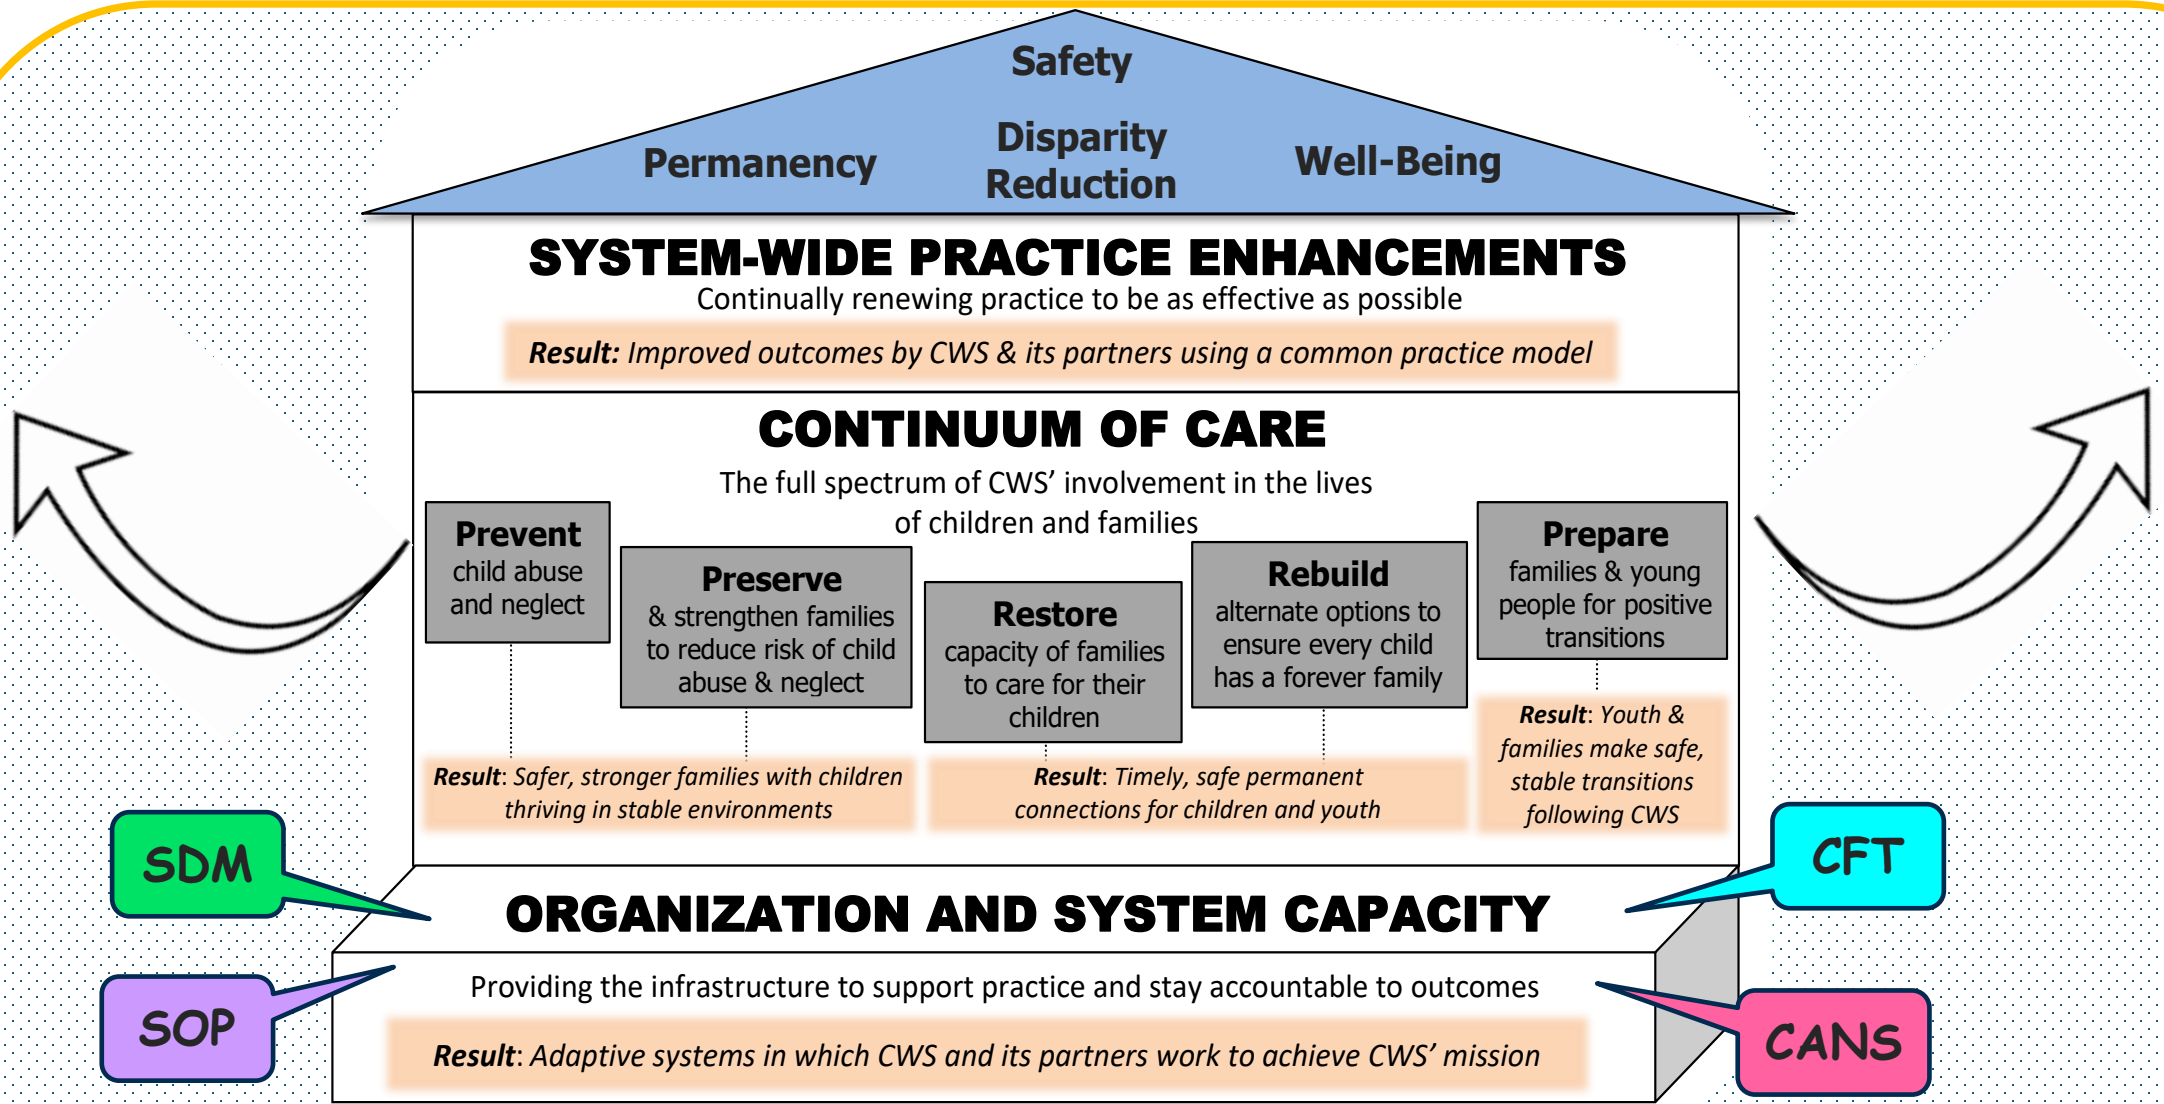 Safety
Permanency
Disparity
Reduction
Well-Being
SYSTEM-WIDE PRACTICE ENHANCEMENTS
Continually renewing practice to be as effective as possible
Result: Improved outcomes by CWS & its partners using a common practice model
CONTINUUM OF CARE
The full spectrum of CWS’ involvement in the lives
of children and families
Prevent
child abuse
and neglect
Preserve
& strengthen families
to reduce risk of child
abuse & neglect
Restore
capacity of families
to care for their
children
Rebuild
alternate options to
ensure every child
has a forever family
Prepare
families & young
people for positive
transitions
Result: Safer, stronger families with children
thriving in stable environments
Result: Timely, safe permanent
connections for children and youth
Result: Youth &
families make safe,
stable transitions
following CWS
SDM
CFT
ORGANIZATION AND SYSTEM CAPACITY
Providing the infrastructure to support practice and stay accountable to outcomes
Result: Adaptive systems in which CWS and its partners work to achieve CWS’ mission
SOP
CANS